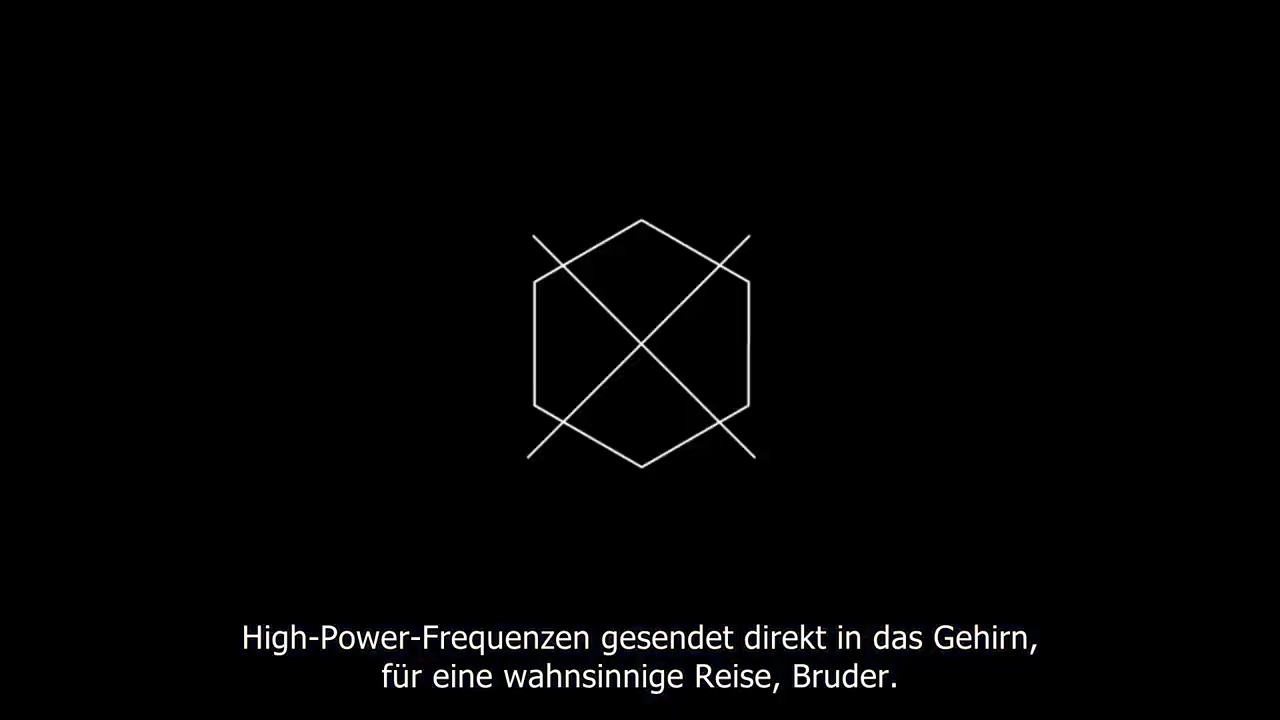 High-Power-Frequenzen gesendet direkt in das Gehirn,
für eine wahnsinnige Reise, Bruder.